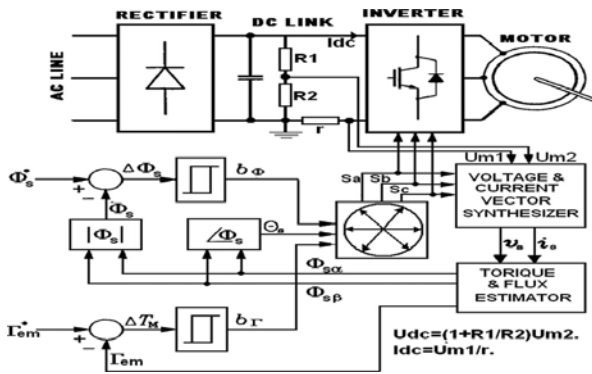 RECTIFIER
DC LINK
INVERTER
Idc
MOTOR
AC LINE
R1
R2
r
Um1 Um2
Φs*
+
−
ΔΦs
bΦ
Sa
Sb
Sc
VOLTAGE &
CURRENT
VECTOR
SYNTHESIZER
Φs
|Φs|
∠Φs
Θs
vs
is
Φsα
Φsβ
TORIQUE
& FLUX
ESTIMATOR
Γem*
+
−
ΔTM
bΓ
Γem
Udc=(1+R1/R2)Um2.
Idc=Um1/r.